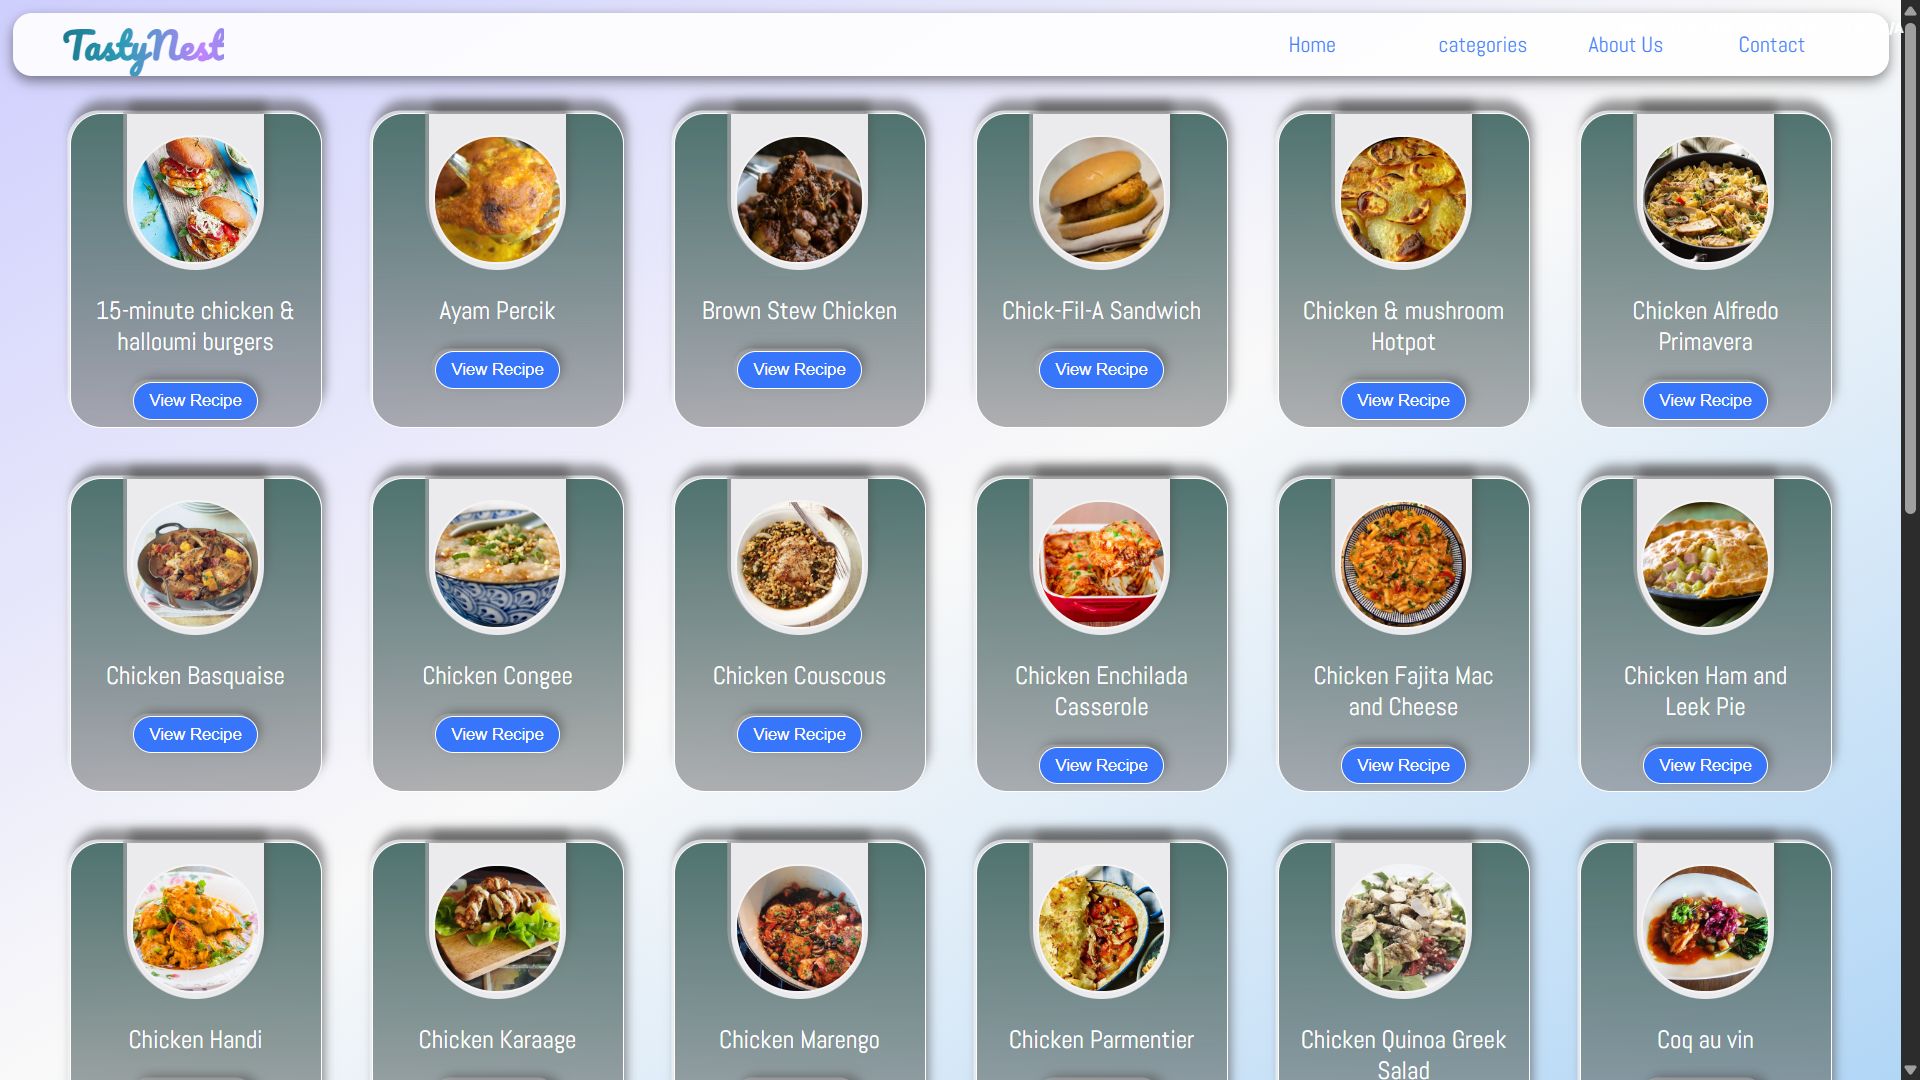 TastyNest
Home
categories
About Us
Contact
15-minute chicken &
halloumi burgers
View Recipe
Ayam Percik
View Recipe
Brown Stew Chicken
View Recipe
Chick-Fil-A Sandwich
View Recipe
Chicken & mushroom
Hotpot
View Recipe
Chicken Alfredo
Primavera
View Recipe
Chicken Basquaise
View Recipe
Chicken Congee
View Recipe
Chicken Couscous
View Recipe
Chicken Enchilada
Casserole
View Recipe
Chicken Fajita Mac
and Cheese
View Recipe
Chicken Ham and
Leek Pie
View Recipe
Chicken Handi
Chicken Karaage
Chicken Marengo
Chicken Parmentier
Chicken Quinoa Greek
Salad
Coq au vin